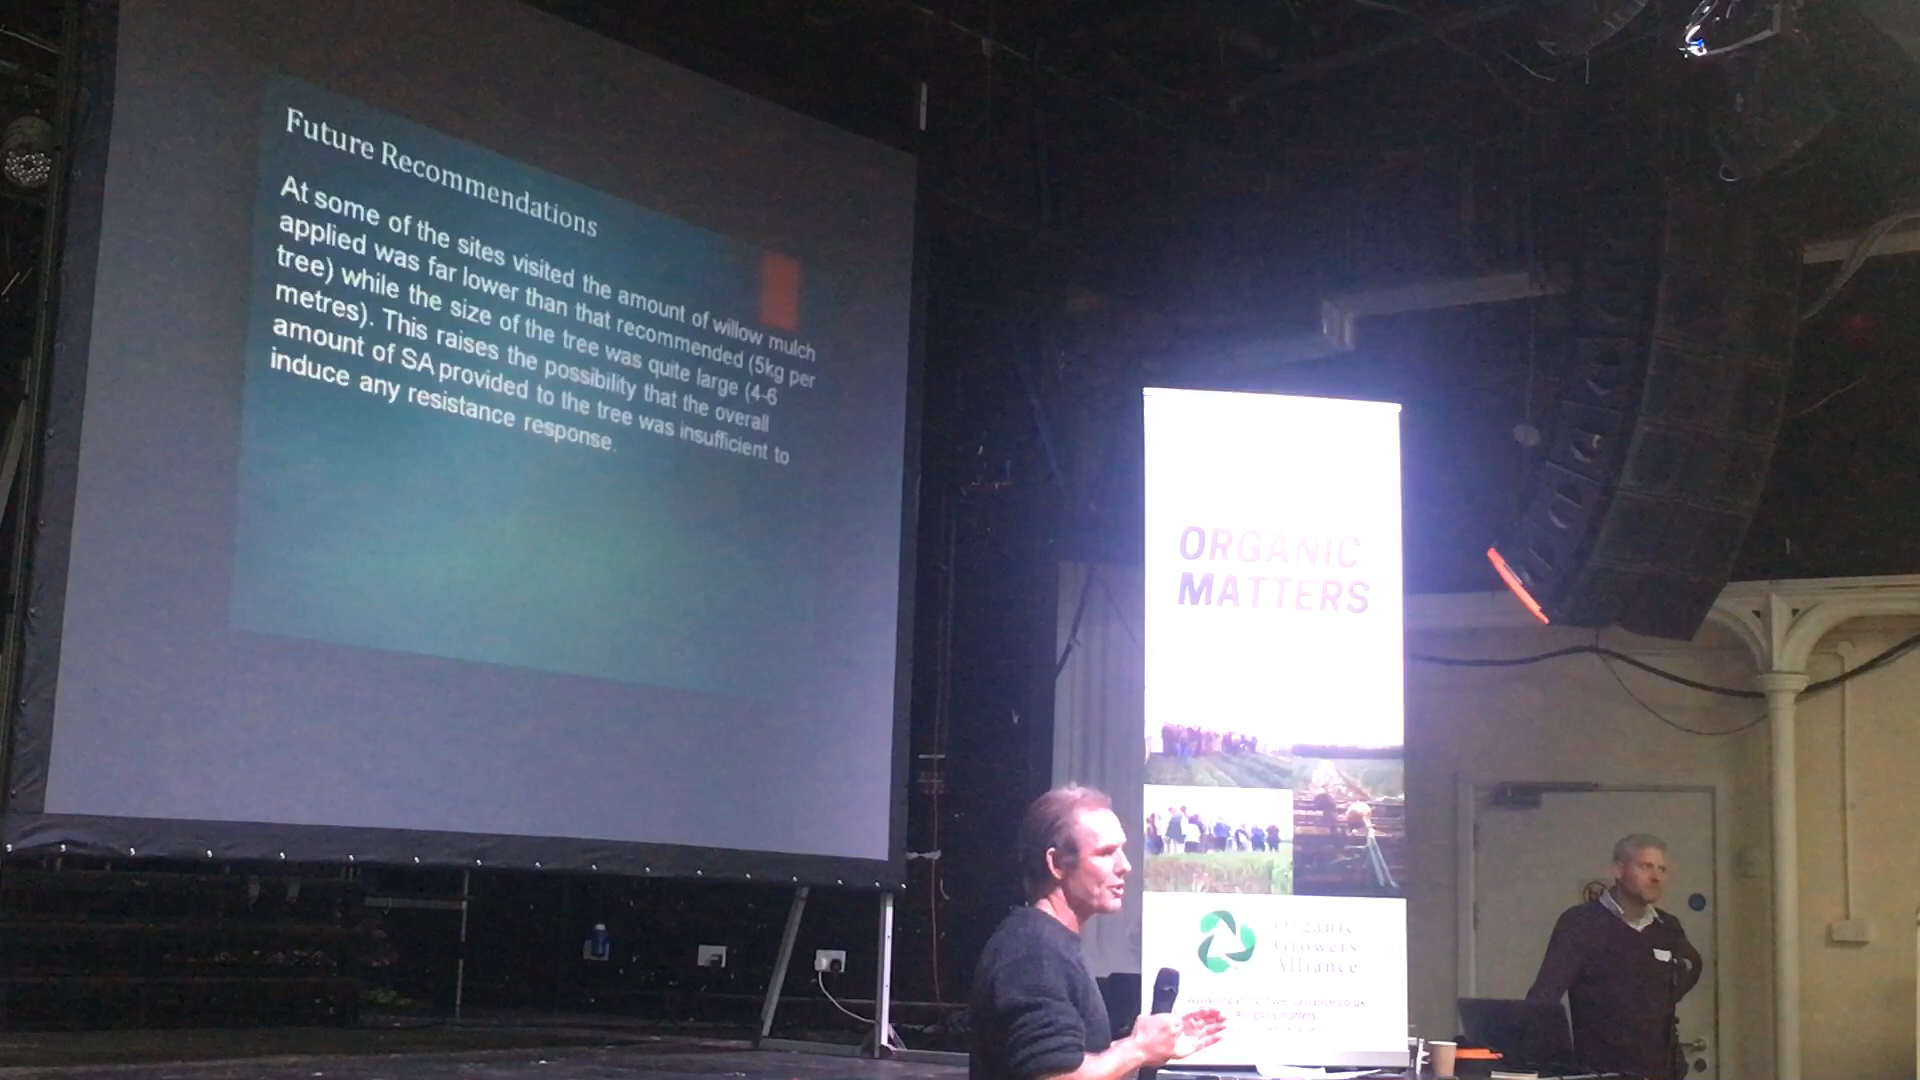 Future Recommendations
At some of the sites visited the amount of willow mulch
applied was far lower than that recommended (5kg per
tree) while the size of the tree was quite large (4-6
metres). This raises the possibility that the overall
amount of SA provided to the tree was insufficient to
induce any resistance response.
ORGANIC
MATTERS
Organic
Growers
Alliance
#organicmatters